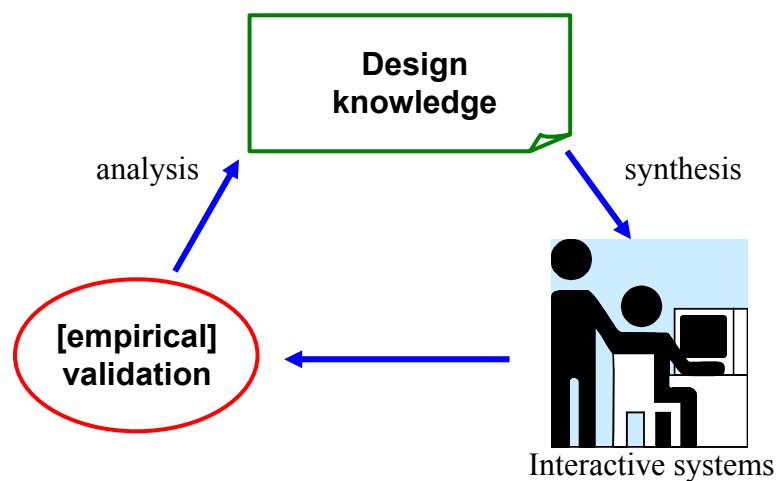 Design
knowledge
analysis
synthesis
[empirical]
validation
Interactive systems